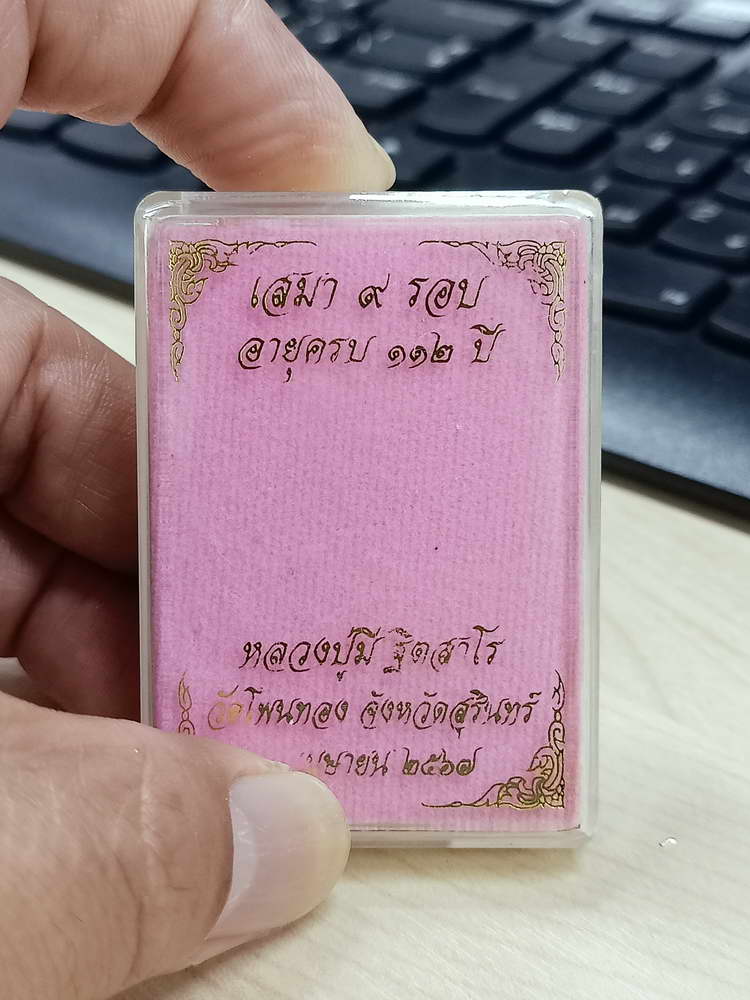 เสมา ๙ รอบ
อายุครบ ๑๑๒ ปี
หลวงปู่มี ฐิตสาโร
วัดโพนทอง จังหวัดสุรินทร์
๒๕๖๗